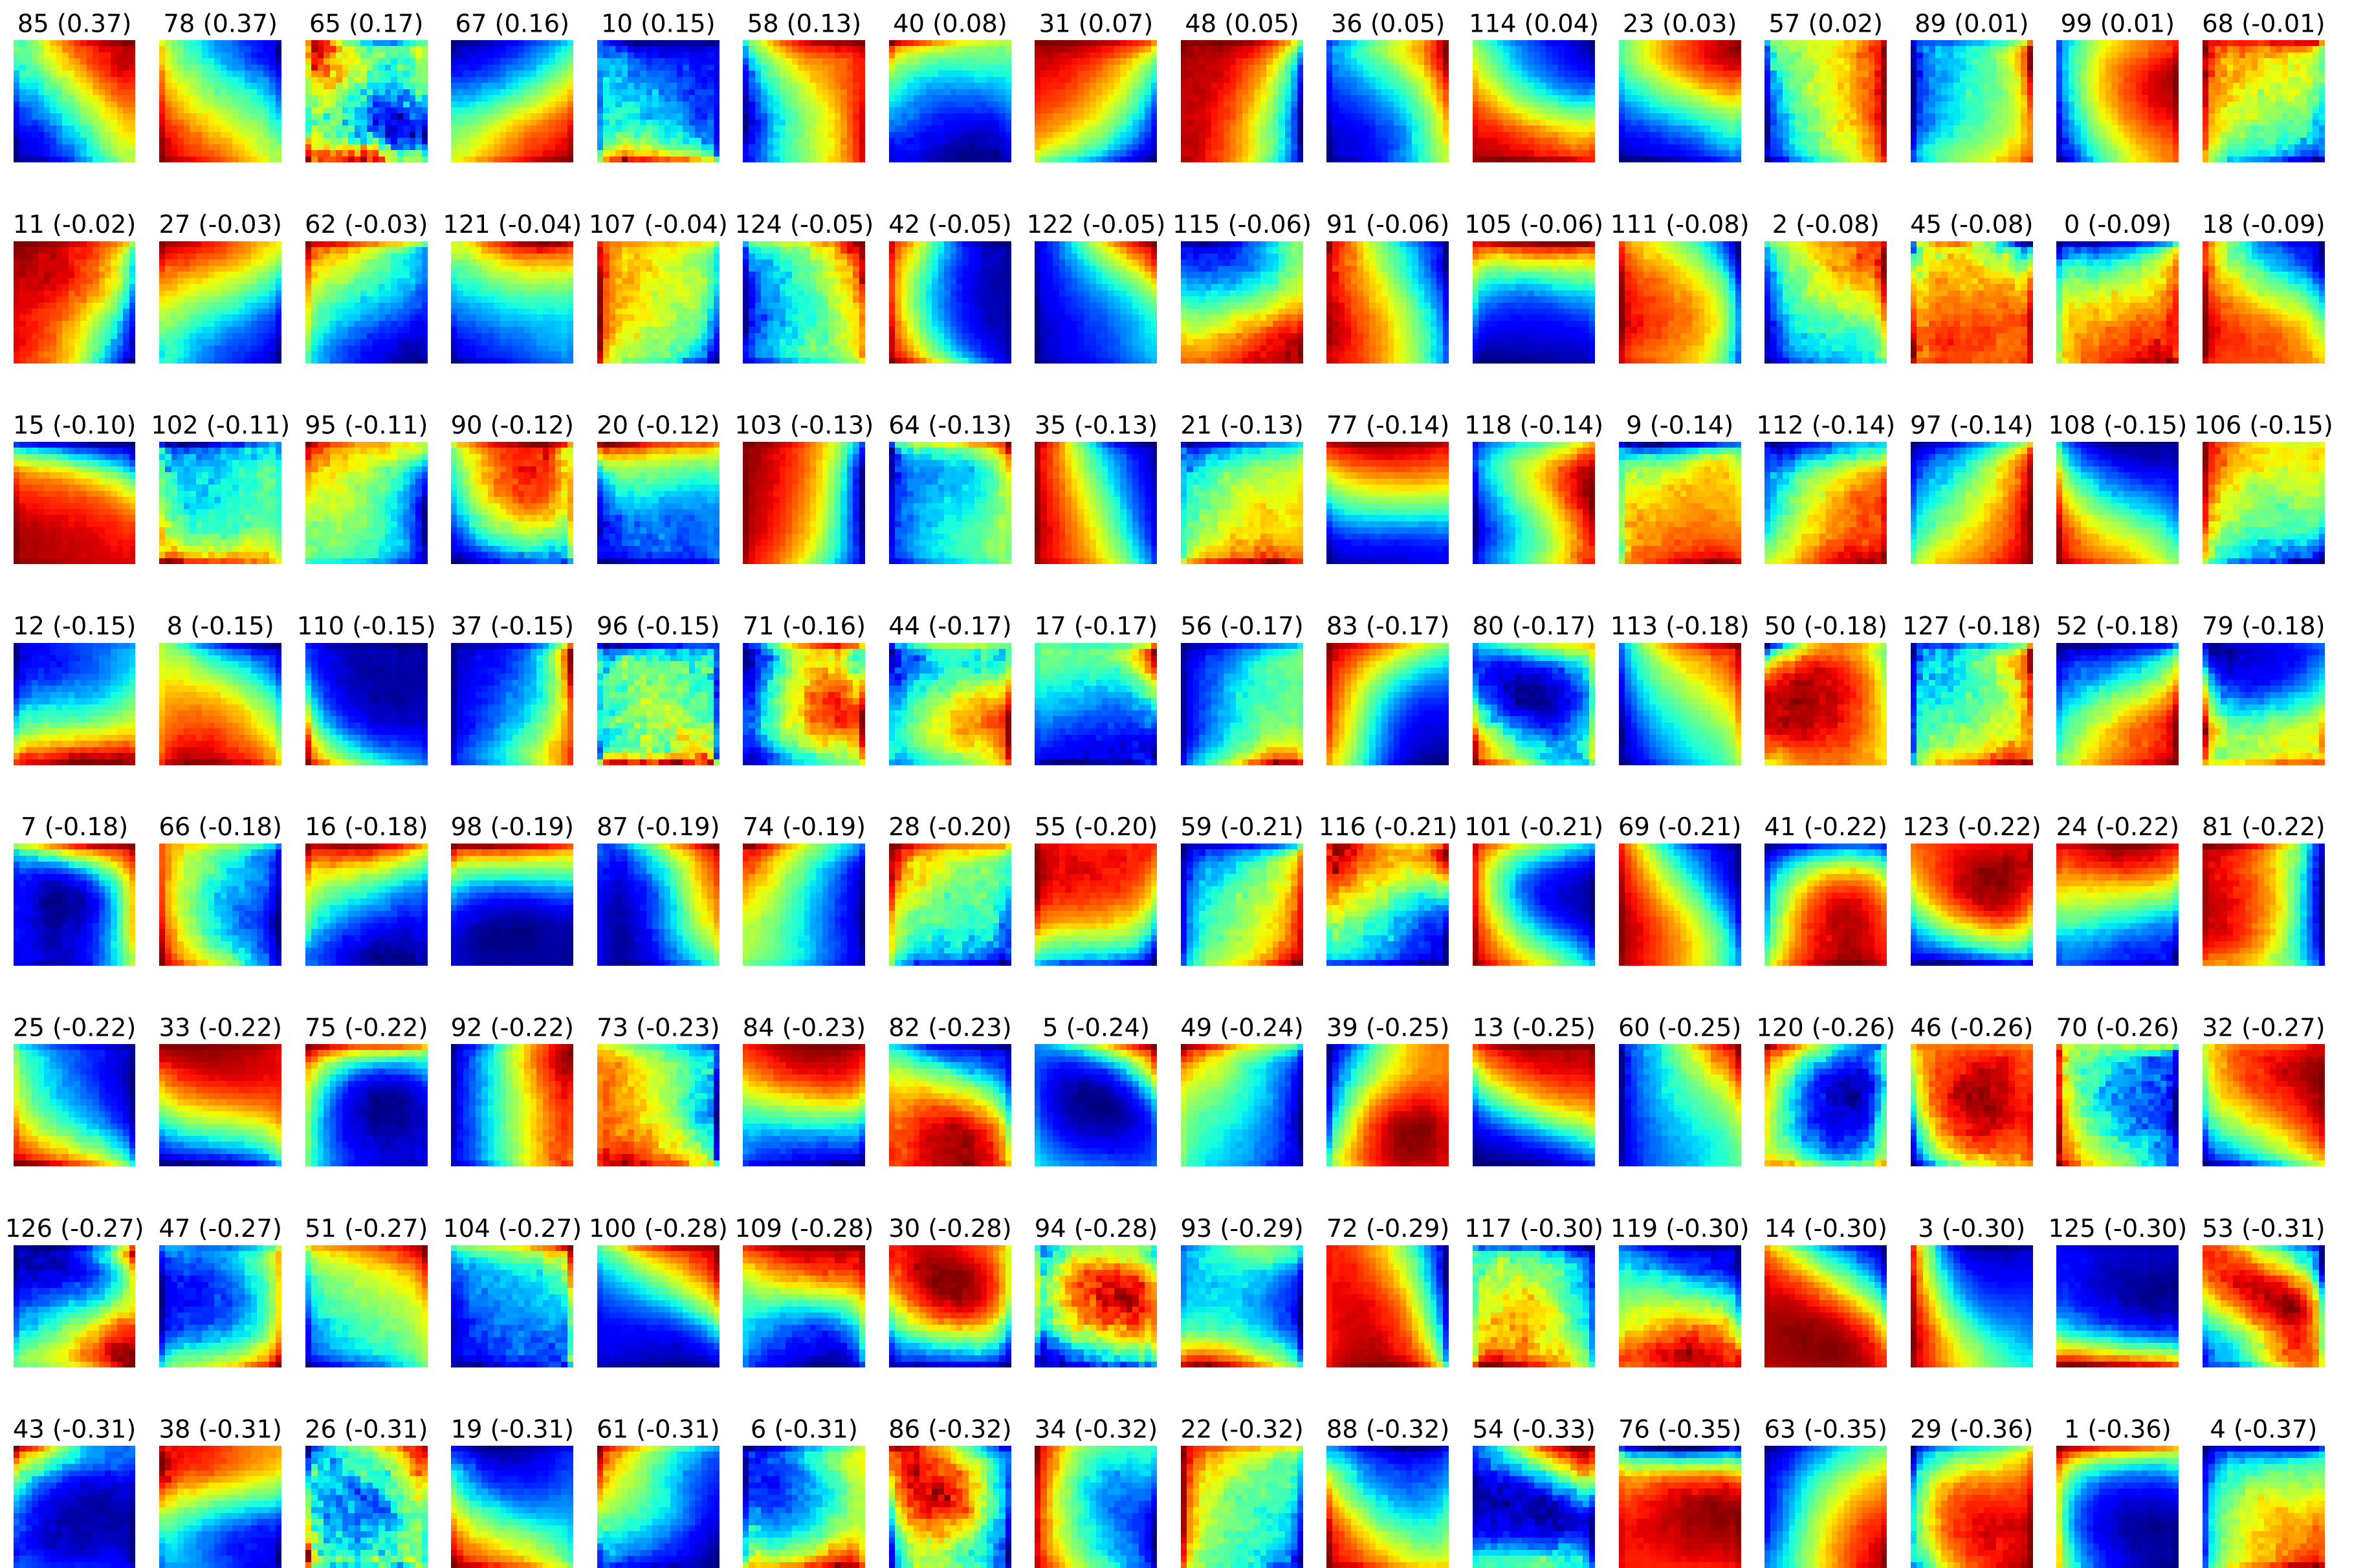 85 (0.37) 78 (0.37) 65 (0.17) 67 (0.16) 10 (0.15) 58 (0.13) 40 (0.08) 31 (0.07) 48 (0.05) 36 (0.05) 114 (0.04) 23 (0.03) 57 (0.02) 89 (0.01) 99 (0.01) 68 (-0.01)
11 (-0.02) 27 (-0.03) 62 (-0.03) 121 (-0.04) 107 (-0.04) 124 (-0.05) 42 (-0.05) 122 (-0.05) 115 (-0.06) 91 (-0.06) 105 (-0.06) 111 (-0.08) 2 (-0.08) 45 (-0.08) 0 (-0.09) 18 (-0.09)
15 (-0.10) 102 (-0.11) 95 (-0.11) 90 (-0.12) 20 (-0.12) 103 (-0.13) 64 (-0.13) 35 (-0.13) 21 (-0.13) 77 (-0.14) 118 (-0.14) 9 (-0.14) 112 (-0.14) 97 (-0.14) 108 (-0.15) 106 (-0.15)
12 (-0.15) 8 (-0.15) 110 (-0.15) 37 (-0.15) 96 (-0.15) 71 (-0.16) 44 (-0.17) 17 (-0.17) 56 (-0.17) 83 (-0.17) 80 (-0.17) 113 (-0.18) 50 (-0.18) 127 (-0.18) 52 (-0.18) 79 (-0.18)
7 (-0.18) 66 (-0.18) 16 (-0.18) 98 (-0.19) 87 (-0.19) 74 (-0.19) 28 (-0.20) 55 (-0.20) 59 (-0.21) 116 (-0.21) 101 (-0.21) 69 (-0.21) 41 (-0.22) 123 (-0.22) 24 (-0.22) 81 (-0.22)
25 (-0.22) 33 (-0.22) 75 (-0.22) 92 (-0.22) 73 (-0.23) 84 (-0.23) 82 (-0.23) 5 (-0.24) 49 (-0.24) 39 (-0.25) 13 (-0.25) 60 (-0.25) 120 (-0.26) 46 (-0.26) 70 (-0.26) 32 (-0.27)
126 (-0.27) 47 (-0.27) 51 (-0.27) 104 (-0.27) 100 (-0.28) 109 (-0.28) 30 (-0.28) 94 (-0.28) 93 (-0.29) 72 (-0.29) 117 (-0.30) 119 (-0.30) 14 (-0.30) 3 (-0.30) 125 (-0.30) 53 (-0.31)
43 (-0.31) 38 (-0.31) 26 (-0.31) 19 (-0.31) 61 (-0.31) 6 (-0.31) 86 (-0.32) 34 (-0.32) 22 (-0.32) 88 (-0.32) 54 (-0.33) 76 (-0.35) 63 (-0.35) 29 (-0.36) 1 (-0.36) 4 (-0.37)